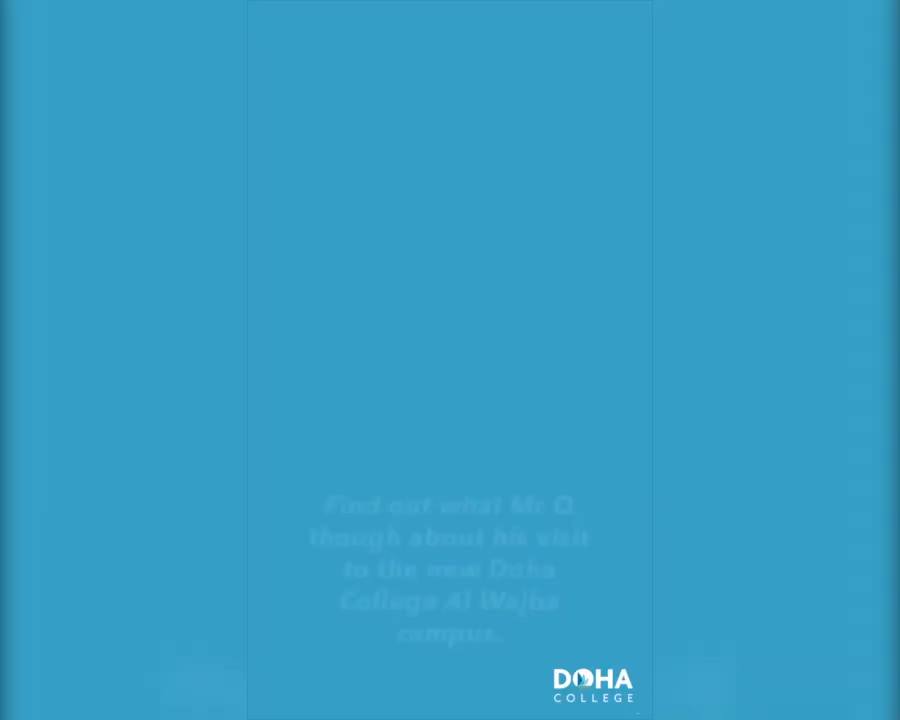 Find out what Mr Q
though about his visit
to the new Doha
College Al Wajba
campus.
DOHA
COLLEGE